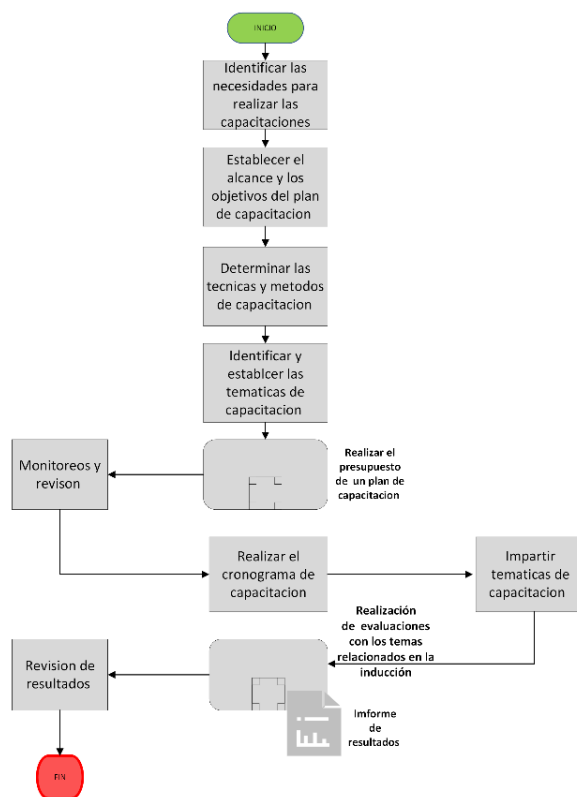 INICIO
Identificar las
necesidades para
realizar las
capacitaciones
Establecer el
alcance y los
objetivos del plan
de capacitacion
Determinar las
tecnicas y metodos
de capacitacion
Identificar y
establcer las
tematicas de
capacitacion
Realizar el
presupuesto
de un plan de
capacitacion
Monitoreos y
revison
Realizar el
cronograma de
capacitacion
Impartir
tematicas de
capacitacion
Realización
de evaluaciones
con los temas
relacionados en la
inducción
Revision de
resultados
Imforme
de
resultados
FIN